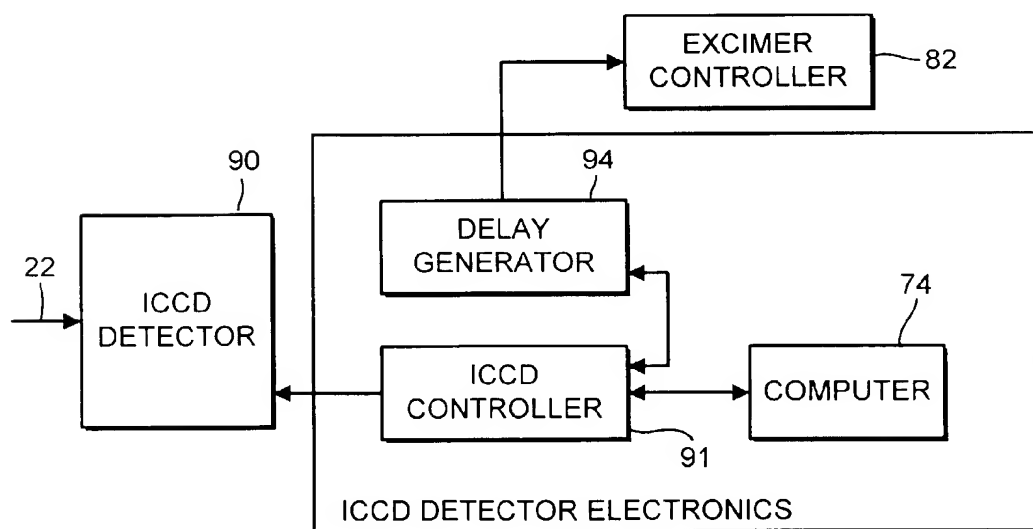 EXCIMER
CONTROLLER
82
90
94
DELAY
GENERATOR
22
ICCD
DETECTOR
74
ICCD
CONTROLLER
COMPUTER
91
ICCD DETECTOR ELECTRONICS